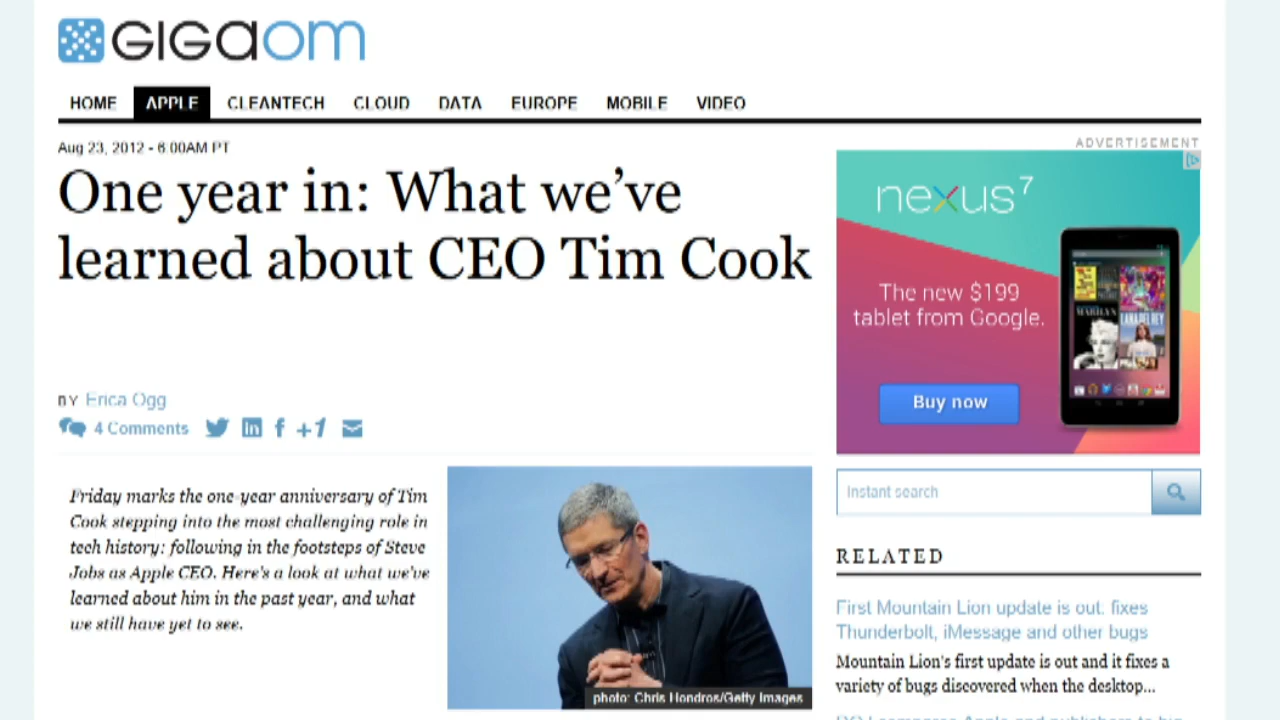 GIGAOM
HOME APPLE CLEANTECH CLOUD DATA EUROPE MOBILE VIDEO
Aug 23, 2012 - 6:00AM PT
One year in: What we've
learned about CEO Tim Cook
BY Erica Ogg
4 Comments
in f +1
Friday marks the one-year anniversary of Tim
Cook stepping into the most challenging role in
tech history: following in the footsteps of Steve
Jobs as Apple CEO. Here's a look at what we've
learned about him in the past year, and what
we still have yet to see.
photo: Chris Hondros/Getty Images
ADVERTISEMENT
nexus 7
The new $199
tablet from Google.
MARILYN
LANA DEL REY
Buy now
Instant search
RELATED
First Mountain Lion update is out: fixes
Thunderbolt, iMessage and other bugs
Mountain Lion's first update is out and it fixes a
variety of bugs discovered when the desktop...